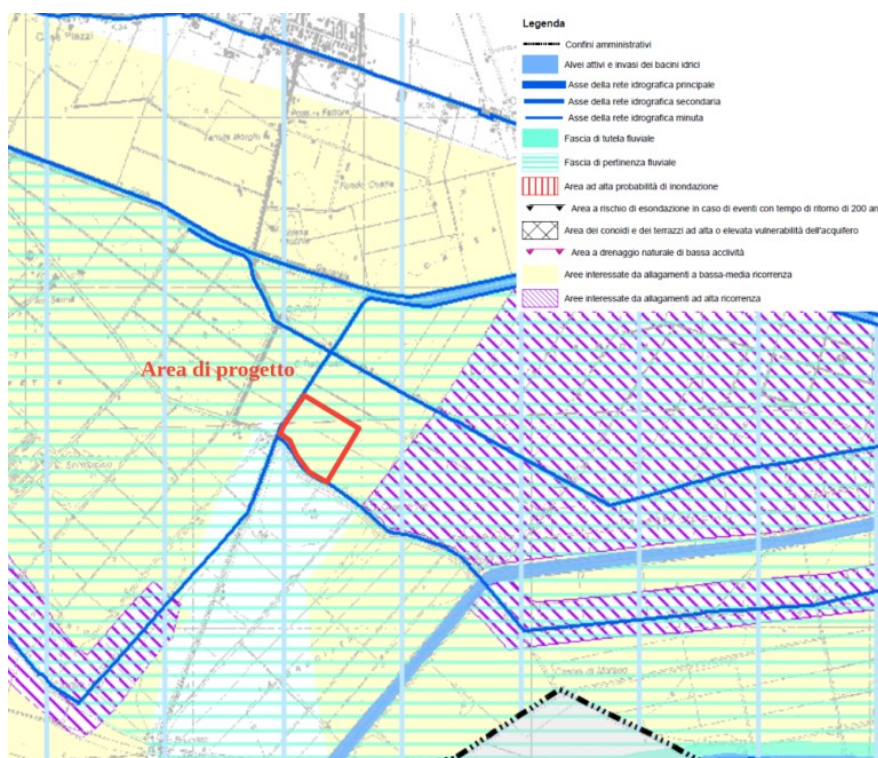 Legenda
Confini amministrativi
Alvei attivi e invasi dei bacini idrici
Asse della rete idrografica principale
Asse della rete idrografica secondaria
Asse della rete idrografica minuta
Fascia di tutela fluviale
Fascia di pertinenza fluviale
Area ad alta probabilità di inondazione
Area a rischio di esondazione in caso di eventi con tempo di ritorno di 200 an
Area dei conoidi e dei terrazzi ad alta o elevata vulnerabilità dell'acquifero
Area a drenaggio naturale di bassa acclività
Aree interessate da allagamenti a bassa-media ricorrenza
Aree interessate da allagamenti ad alta ricorrenza
Area di progetto